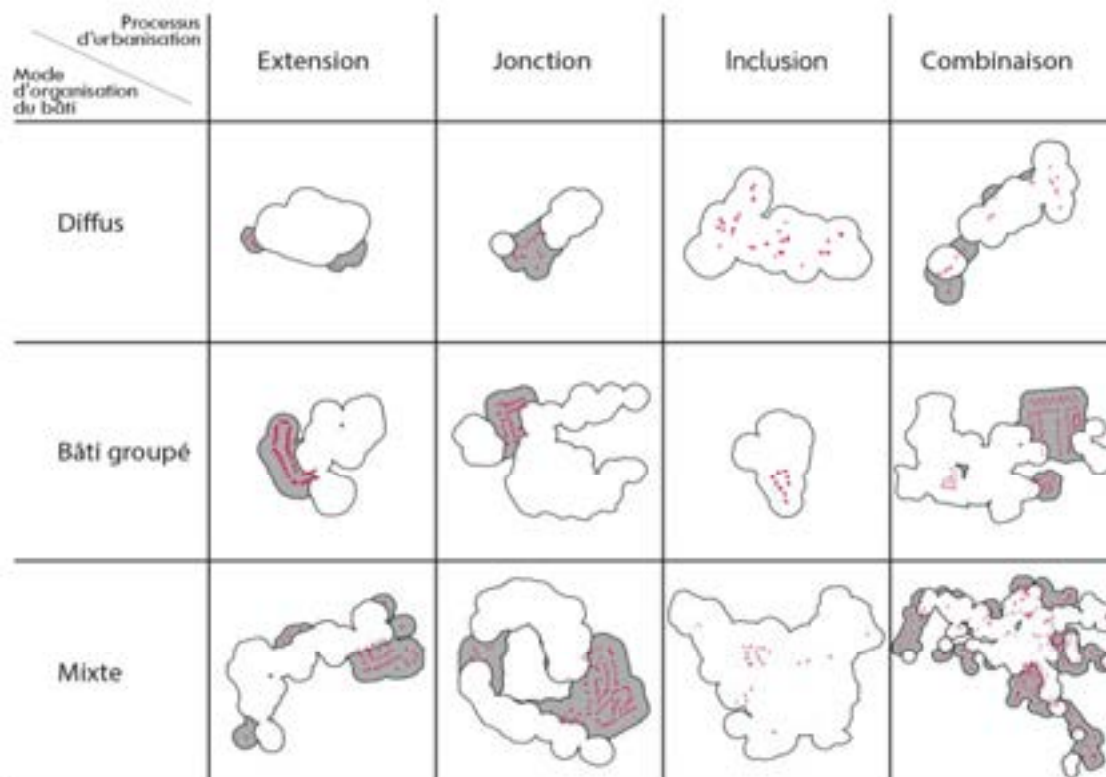 Processus
d'urbanisation
Mode
d'organisation
du bâti
Extension
Jonction
Inclusion
Combinaison
Diffus
Bâti groupé
Mixte